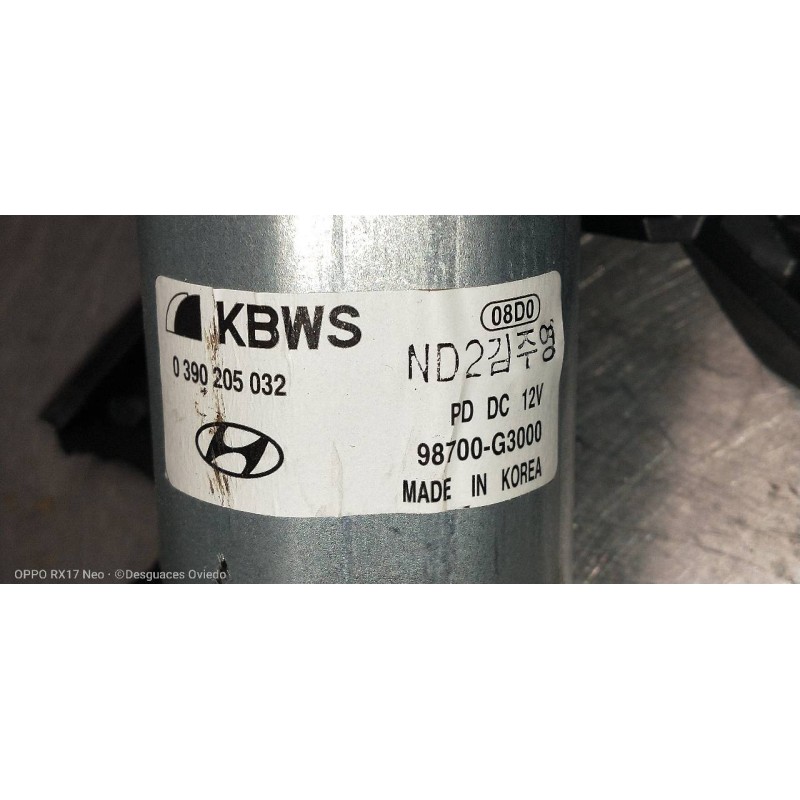 KBWS
08D0
0 390 205 032
ND2김주영
PD DC 12V
98700-G3000
MADE IN KOREA
OPPO RX17 Neo · ©Desguaces Oviedo